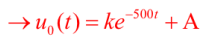 → u₀(t) = ke⁻⁵⁰⁰ᵗ + A